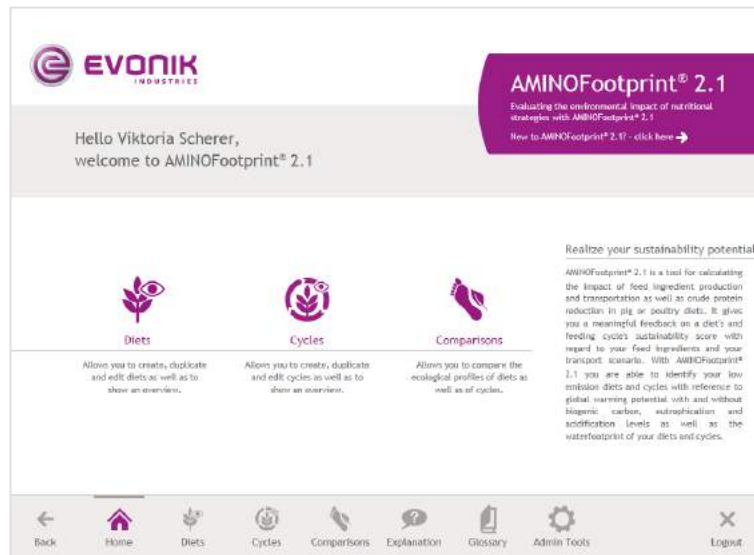 EVONIK
INDUSTRIES
AMINOFootprint® 2.1
Evaluating the environmental impact of nutritional
strategies with AMINOFootprint® 2.1
New to AMINOFootprint® 2.1? - click here
Hello Viktoria Scherer,
welcome to AMINOFootprint® 2.1
Diets
Allows you to create, duplicate
and edit diets as well as to
show an overview.
Cycles
Allows you to create, duplicate
and edit cycles as well as to
show an overview.
Comparisons
Allows you to compare the
ecological profiles of diets as
well as of cycles.
Realize your sustainability potential
AMINOFootprint® 2.1 is a tool for calculating
the impact of feed ingredient production
and transportation as well as crude protein
reduction in pig or poultry diets. It gives
you a meaningful feedback on a diet's and
feeding cycle's sustainability score with
regard to your feed ingredients and your
transport scenario. With AMINOFootprint®
2.1 you are able to identify your low
emission diets and cycles with reference to
global warming potential with and without
biogenic carbon, eutrophication and
acidification levels as well as the
waterfootprint of your diets and cycles.
Back
Home
Diets
Cycles
Comparisons
Explanation
Glossary
Admin Tools
Logout